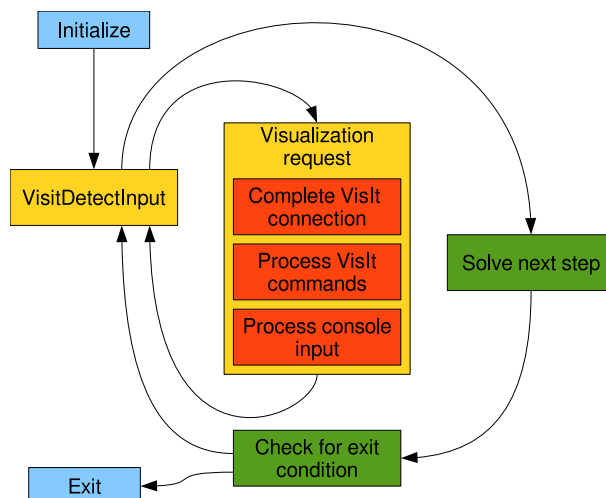 Initialize
Visualization
request
VisitDetectInput
Complete VisIt
connection
Process VisIt
commands
Process console
input
Solve next step
Check for exit
condition
Exit